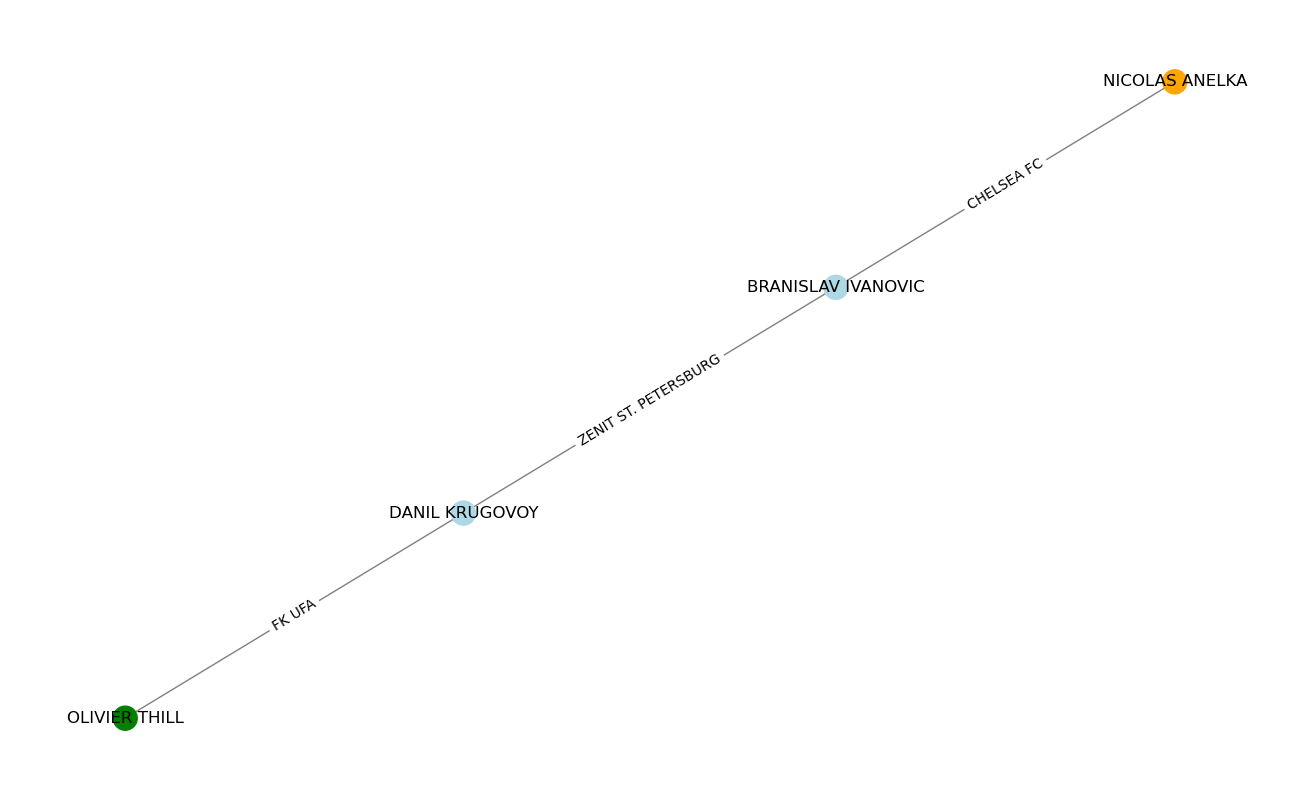 NICOLAS ANELKA
CHELSEA FC
BRANISLAV IVANOVIC
ZENIT ST. PETERSBURG
DANIL KRUGOVOY
FK UFA
OLIVIER THILL